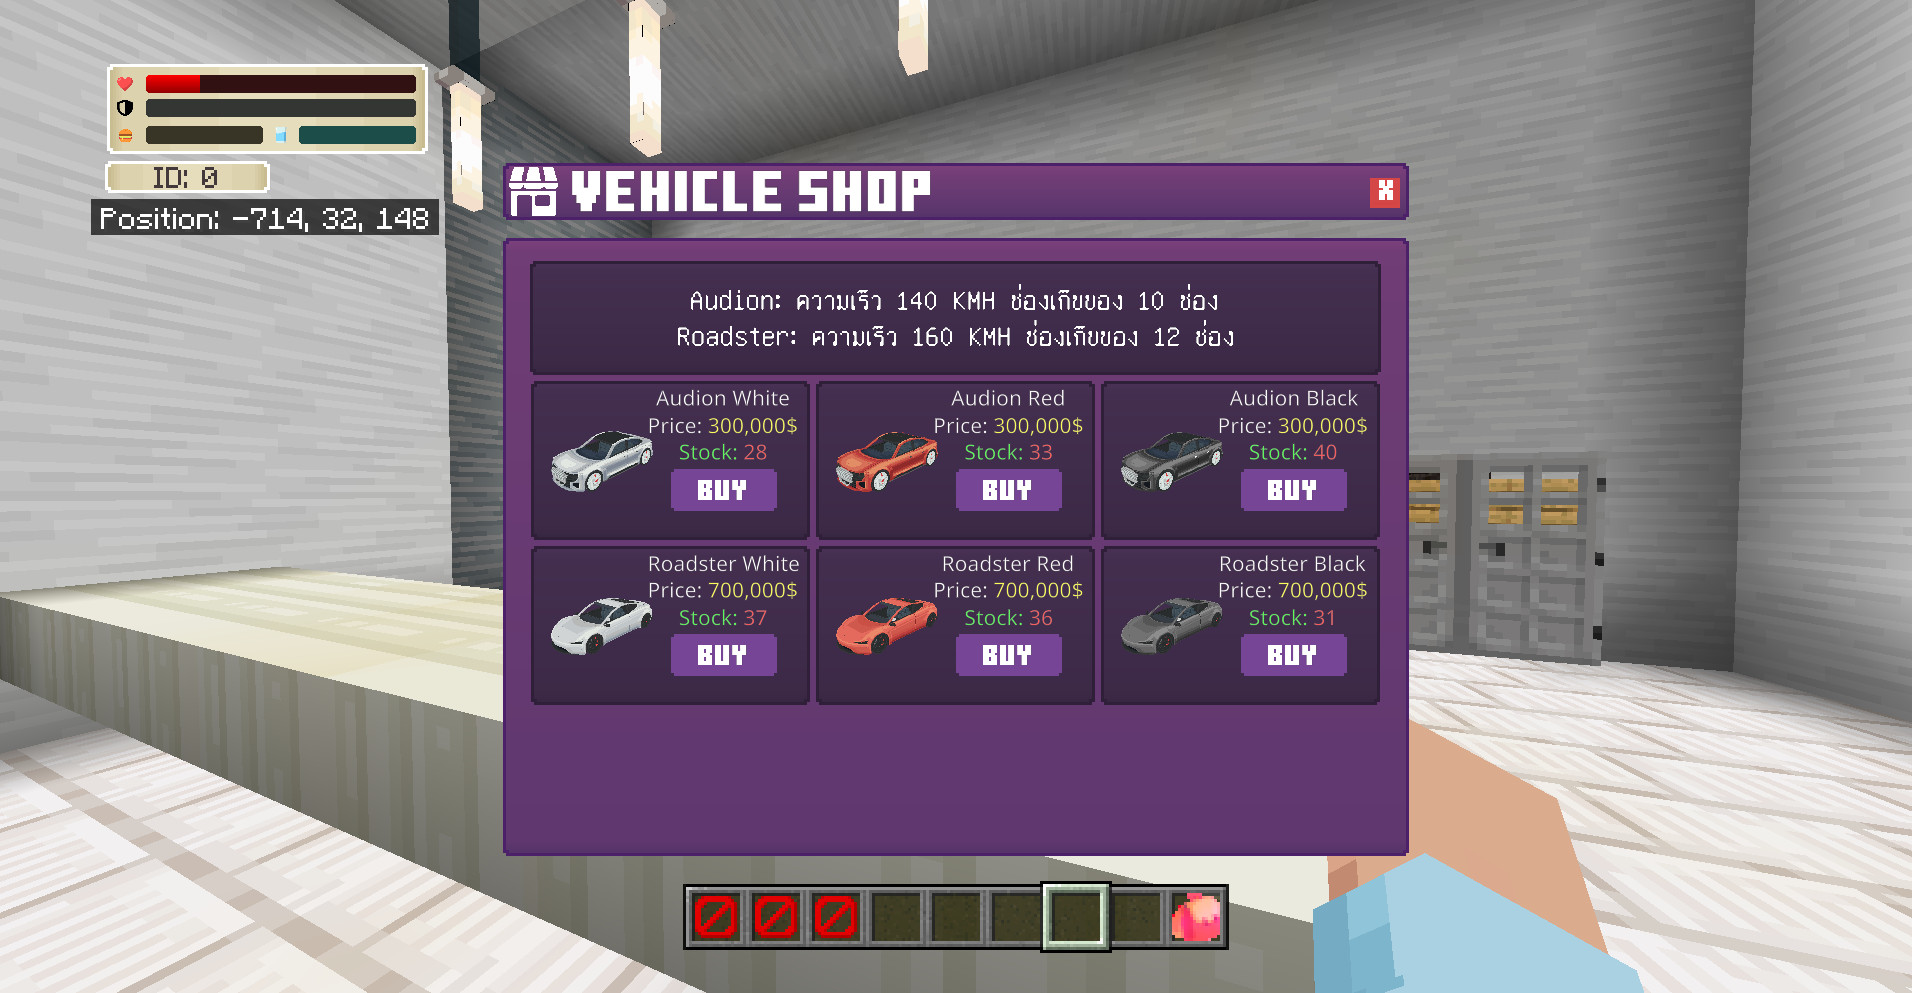 ID: 0
Position: -714, 32, 148
VEHICLE SHOP
X
Audion: ความเร็ว 140 KMH ช่องเก็บของ 10 ช่อง
Roadster: ความเร็ว 160 KMH ช่องเก็บของ 12 ช่อง
Audion White
Price: 300,000$
Stock: 28
BUY
Audion Red
Price: 300,000$
Stock: 33
BUY
Audion Black
Price: 300,000$
Stock: 40
BUY
Roadster White
Price: 700,000$
Stock: 37
BUY
Roadster Red
Price: 700,000$
Stock: 36
BUY
Roadster Black
Price: 700,000$
Stock: 31
BUY